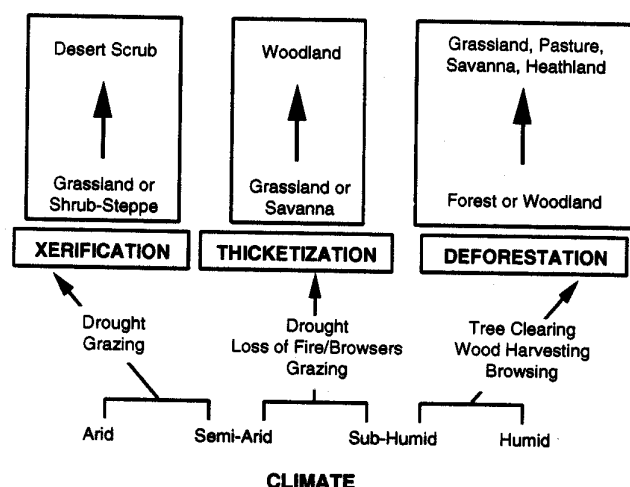 Desert Scrub
Grassland or
Shrub-Steppe
XERIFICATION
Drought
Grazing
Woodland
Grassland or
Savanna
THICKETIZATION
Drought
Loss of Fire/Browsers
Grazing
Grassland, Pasture,
Savanna, Heathland
Forest or Woodland
DEFORESTATION
Tree Clearing
Wood Harvesting
Browsing
Arid
Semi-Arid
Sub-Humid
Humid
CLIMATE